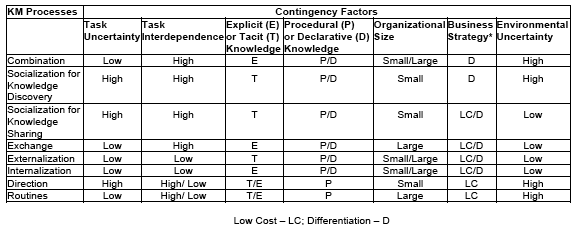 KM Processes Contingency Factors
Task Task Explicit (E) Procedural (P) Organizational Business Environmental
Uncertainty Interdependence or Tacit (T) or Declarative (D) Size Strategy* Uncertainty
Knowledge Knowledge
Combination Low High E P/D Small/Large D High
Socialization for High High T P/D Small D High
Knowledge
Discovery
Socialization for High High T P/D Small LC/D Low
Knowledge
Sharing
Exchange Low High E P/D Large LC/D Low
Externalization Low Low T P/D Small/Large LC/D Low
Internalization Low Low E P/D Small/Large LC/D Low
Direction High High/ Low T/E P Small LC High
Routines Low High/ Low T/E P Large LC High
Low Cost – LC; Differentiation – D